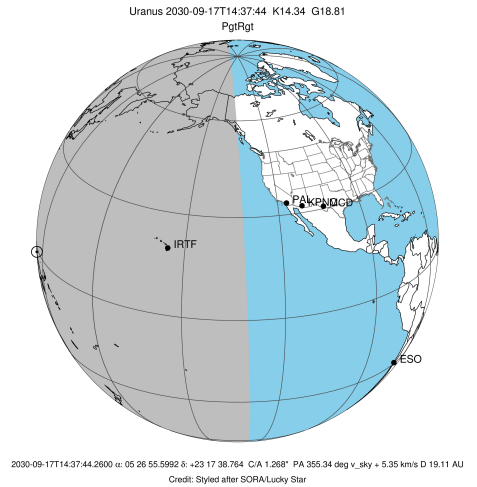 Uranus 2030-09-17T14:37:44 K14.34 G18.81
PgtRgt
PAL KPNO MCD
IRTF
ESO
2030-09-17T14:37:44.2600 α: 05 26 55.5992 δ: +23 17 38.764 C/A 1.268" PA 355.34 deg v_sky + 5.35 km/s D 19.11 AU
Credit: Styled after SORA/Lucky Star